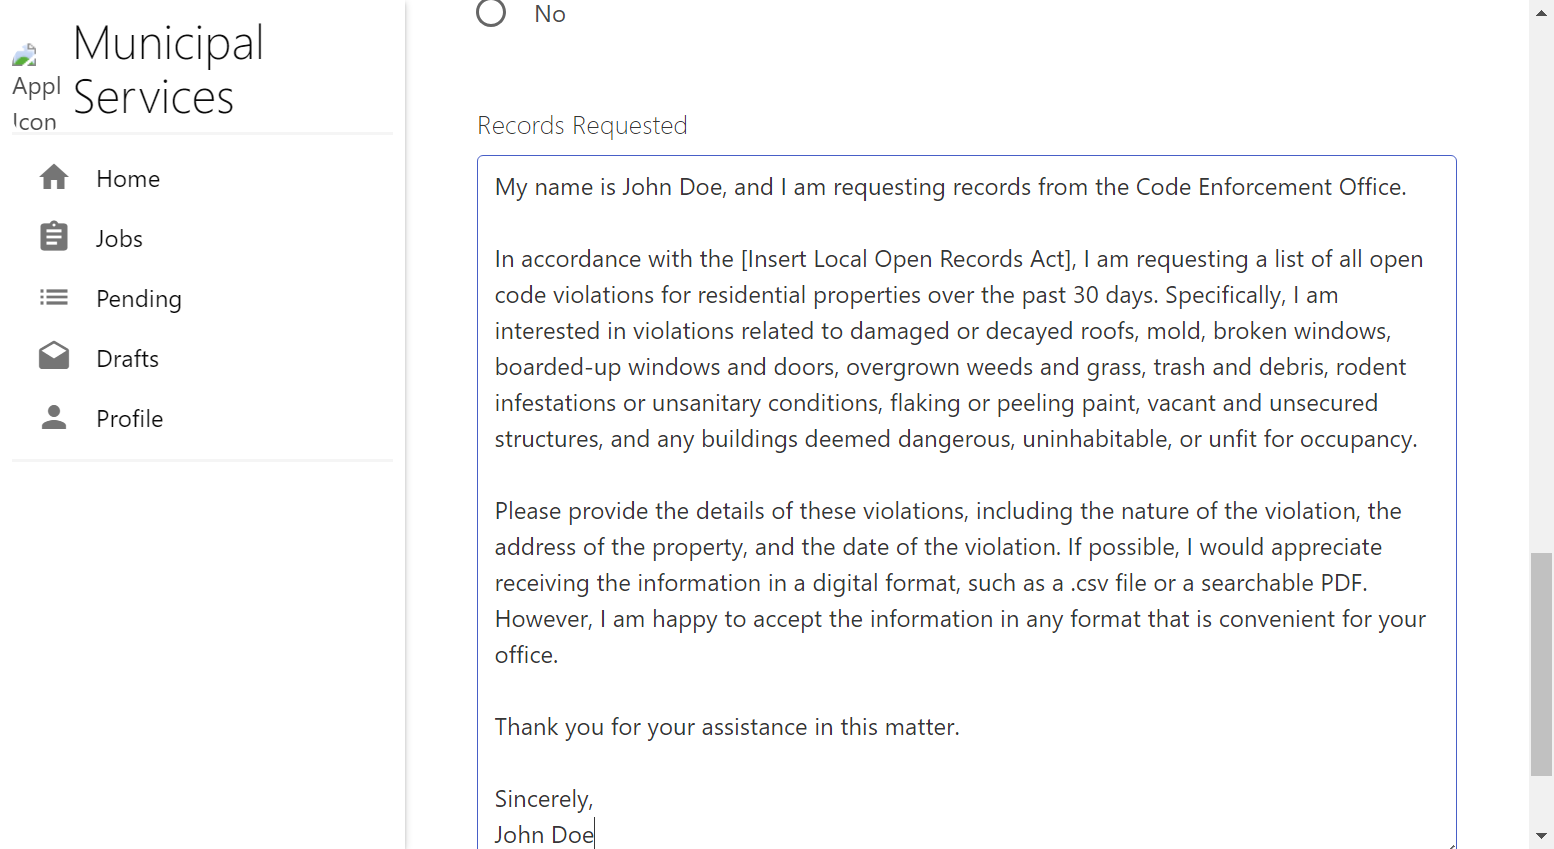 Appl
Icon
Municipal
Services
Home
Jobs
Pending
Drafts
Profile
No
Records Requested
My name is John Doe, and I am requesting records from the Code Enforcement Office.
In accordance with the [Insert Local Open Records Act], I am requesting a list of all open
code violations for residential properties over the past 30 days. Specifically, I am
interested in violations related to damaged or decayed roofs, mold, broken windows,
boarded-up windows and doors, overgrown weeds and grass, trash and debris, rodent
infestations or unsanitary conditions, flaking or peeling paint, vacant and unsecured
structures, and any buildings deemed dangerous, uninhabitable, or unfit for occupancy.
Please provide the details of these violations, including the nature of the violation, the
address of the property, and the date of the violation. If possible, I would appreciate
receiving the information in a digital format, such as a .csv file or a searchable PDF.
However, I am happy to accept the information in any format that is convenient for your
office.
Thank you for your assistance in this matter.
Sincerely,
John Doe